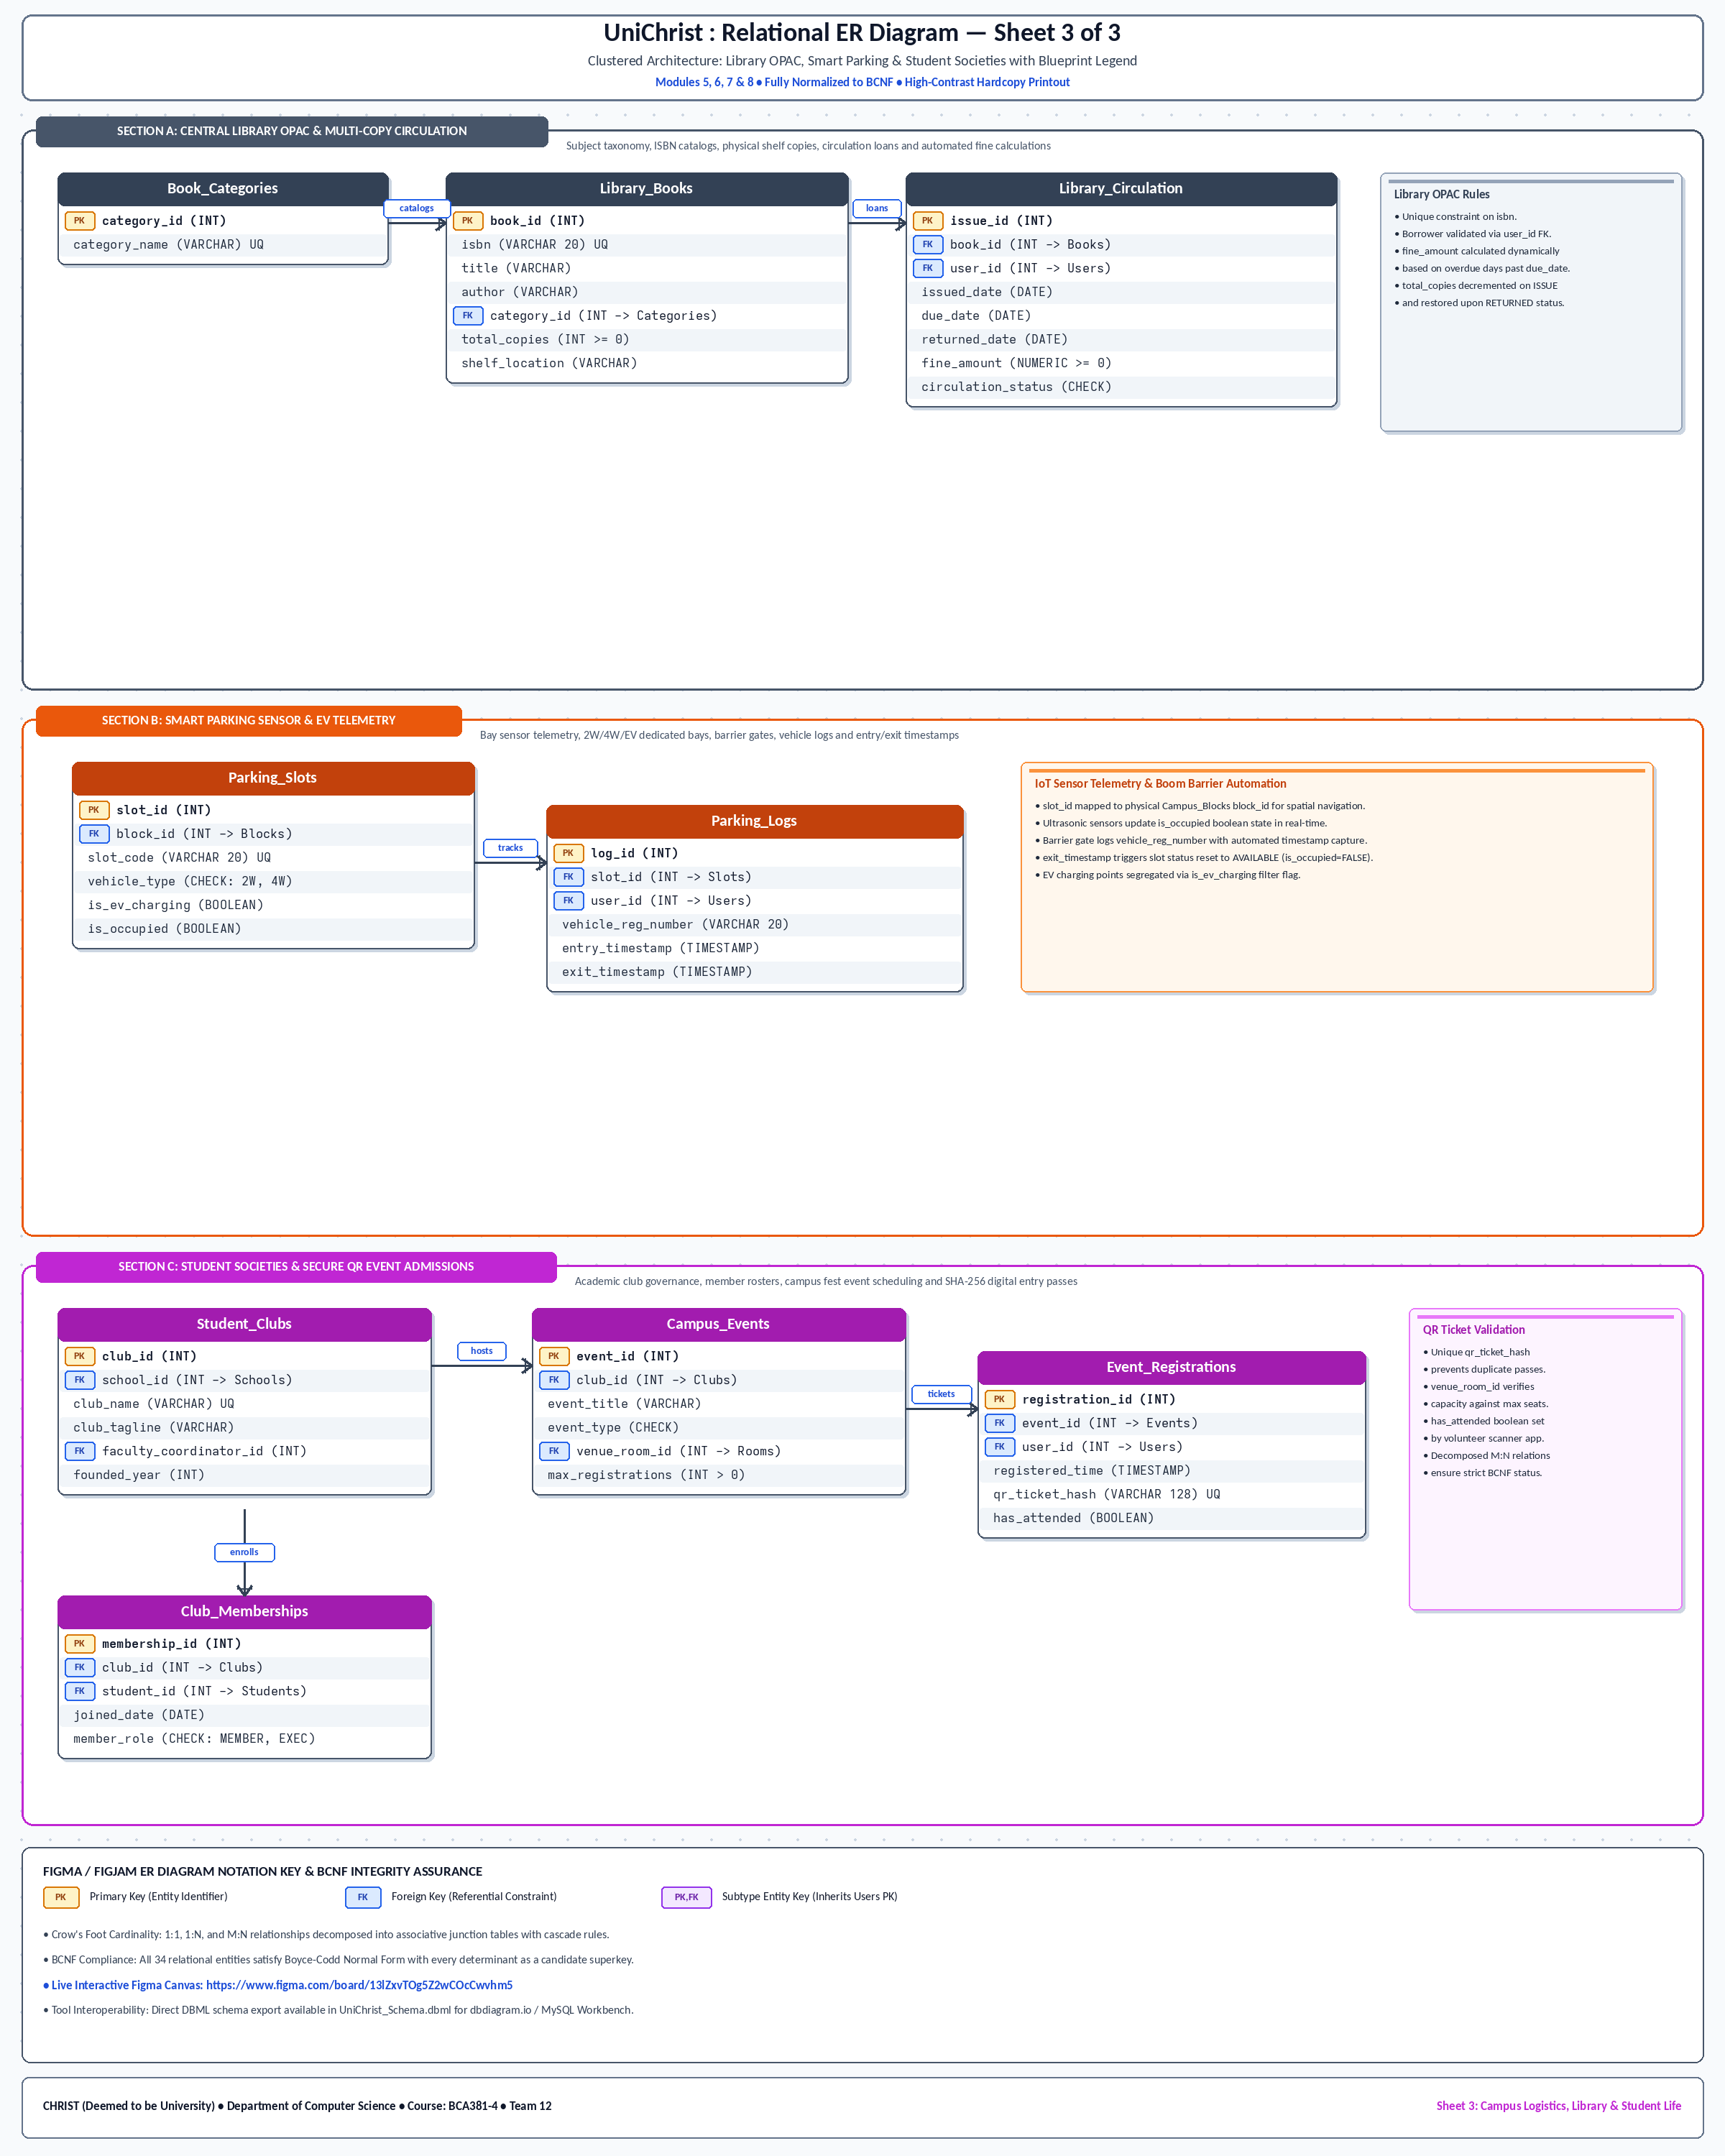 UniChrist : Relational ER Diagram — Sheet 3 of 3
Clustered Architecture: Library OPAC, Smart Parking & Student Societies with Blueprint Legend
Modules 5, 6, 7 & 8 • Fully Normalized to BCNF • High-Contrast Hardcopy Printout
SECTION A: CENTRAL LIBRARY OPAC & MULTI-COPY CIRCULATION
Subject taxonomy, ISBN catalogs, physical shelf copies, circulation loans and automated fine calculations
Book_Categories
PK category_id (INT)
category_name (VARCHAR) UQ
catalogs
Library_Books
PK book_id (INT)
isbn (VARCHAR 20) UQ
title (VARCHAR)
author (VARCHAR)
FK category_id (INT -> Categories)
total_copies (INT >= 0)
shelf_location (VARCHAR)
loans
Library_Circulation
PK issue_id (INT)
FK book_id (INT -> Books)
FK user_id (INT -> Users)
issued_date (DATE)
due_date (DATE)
returned_date (DATE)
fine_amount (NUMERIC >= 0)
circulation_status (CHECK)
Library OPAC Rules
• Unique constraint on isbn.
• Borrower validated via user_id FK.
• fine_amount calculated dynamically
• based on overdue days past due_date.
• total_copies decremented on ISSUE
• and restored upon RETURNED status.
SECTION B: SMART PARKING SENSOR & EV TELEMETRY
Bay sensor telemetry, 2W/4W/EV dedicated bays, barrier gates, vehicle logs and entry/exit timestamps
Parking_Slots
PK slot_id (INT)
FK block_id (INT -> Blocks)
slot_code (VARCHAR 20) UQ
vehicle_type (CHECK: 2W, 4W)
is_ev_charging (BOOLEAN)
is_occupied (BOOLEAN)
tracks
Parking_Logs
PK log_id (INT)
FK slot_id (INT -> Slots)
FK user_id (INT -> Users)
vehicle_reg_number (VARCHAR 20)
entry_timestamp (TIMESTAMP)
exit_timestamp (TIMESTAMP)
IoT Sensor Telemetry & Boom Barrier Automation
• slot_id mapped to physical Campus_Blocks block_id for spatial navigation.
• Ultrasonic sensors update is_occupied boolean state in real-time.
• Barrier gate logs vehicle_reg_number with automated timestamp capture.
• exit_timestamp triggers slot status reset to AVAILABLE (is_occupied=FALSE).
• EV charging points segregated via is_ev_charging filter flag.
SECTION C: STUDENT SOCIETIES & SECURE QR EVENT ADMISSIONS
Academic club governance, member rosters, campus fest event scheduling and SHA-256 digital entry passes
Student_Clubs
PK club_id (INT)
FK school_id (INT -> Schools)
club_name (VARCHAR) UQ
club_tagline (VARCHAR)
FK faculty_coordinator_id (INT)
founded_year (INT)
hosts
Campus_Events
PK event_id (INT)
FK club_id (INT -> Clubs)
event_title (VARCHAR)
event_type (CHECK)
FK venue_room_id (INT -> Rooms)
max_registrations (INT > 0)
tickets
Event_Registrations
PK registration_id (INT)
FK event_id (INT -> Events)
FK user_id (INT -> Users)
registered_time (TIMESTAMP)
qr_ticket_hash (VARCHAR 128) UQ
has_attended (BOOLEAN)
QR Ticket Validation
• Unique qr_ticket_hash
• prevents duplicate passes.
• venue_room_id verifies
• capacity against max seats.
• has_attended boolean set
• by volunteer scanner app.
• Decomposed M:N relations
• ensure strict BCNF status.
enrolls
Club_Memberships
PK membership_id (INT)
FK club_id (INT -> Clubs)
FK student_id (INT -> Students)
joined_date (DATE)
member_role (CHECK: MEMBER, EXEC)
FIGMA / FIGJAM ER DIAGRAM NOTATION KEY & BCNF INTEGRITY ASSURANCE
PK Primary Key (Entity Identifier) FK Foreign Key (Referential Constraint) PK,FK Subtype Entity Key (Inherits Users PK)
• Crow's Foot Cardinality: 1:1, 1:N, and M:N relationships decomposed into associative junction tables with cascade rules.
• BCNF Compliance: All 34 relational entities satisfy Boyce-Codd Normal Form with every determinant as a candidate superkey.
• Live Interactive Figma Canvas: https://www.figma.com/board/13lZxvTOg5Z2wCOcCwvhm5
• Tool Interoperability: Direct DBML schema export available in UniChrist_Schema.dbml for dbdiagram.io / MySQL Workbench.
CHRIST (Deemed to be University) • Department of Computer Science • Course: BCA381-4 • Team 12
Sheet 3: Campus Logistics, Library & Student Life